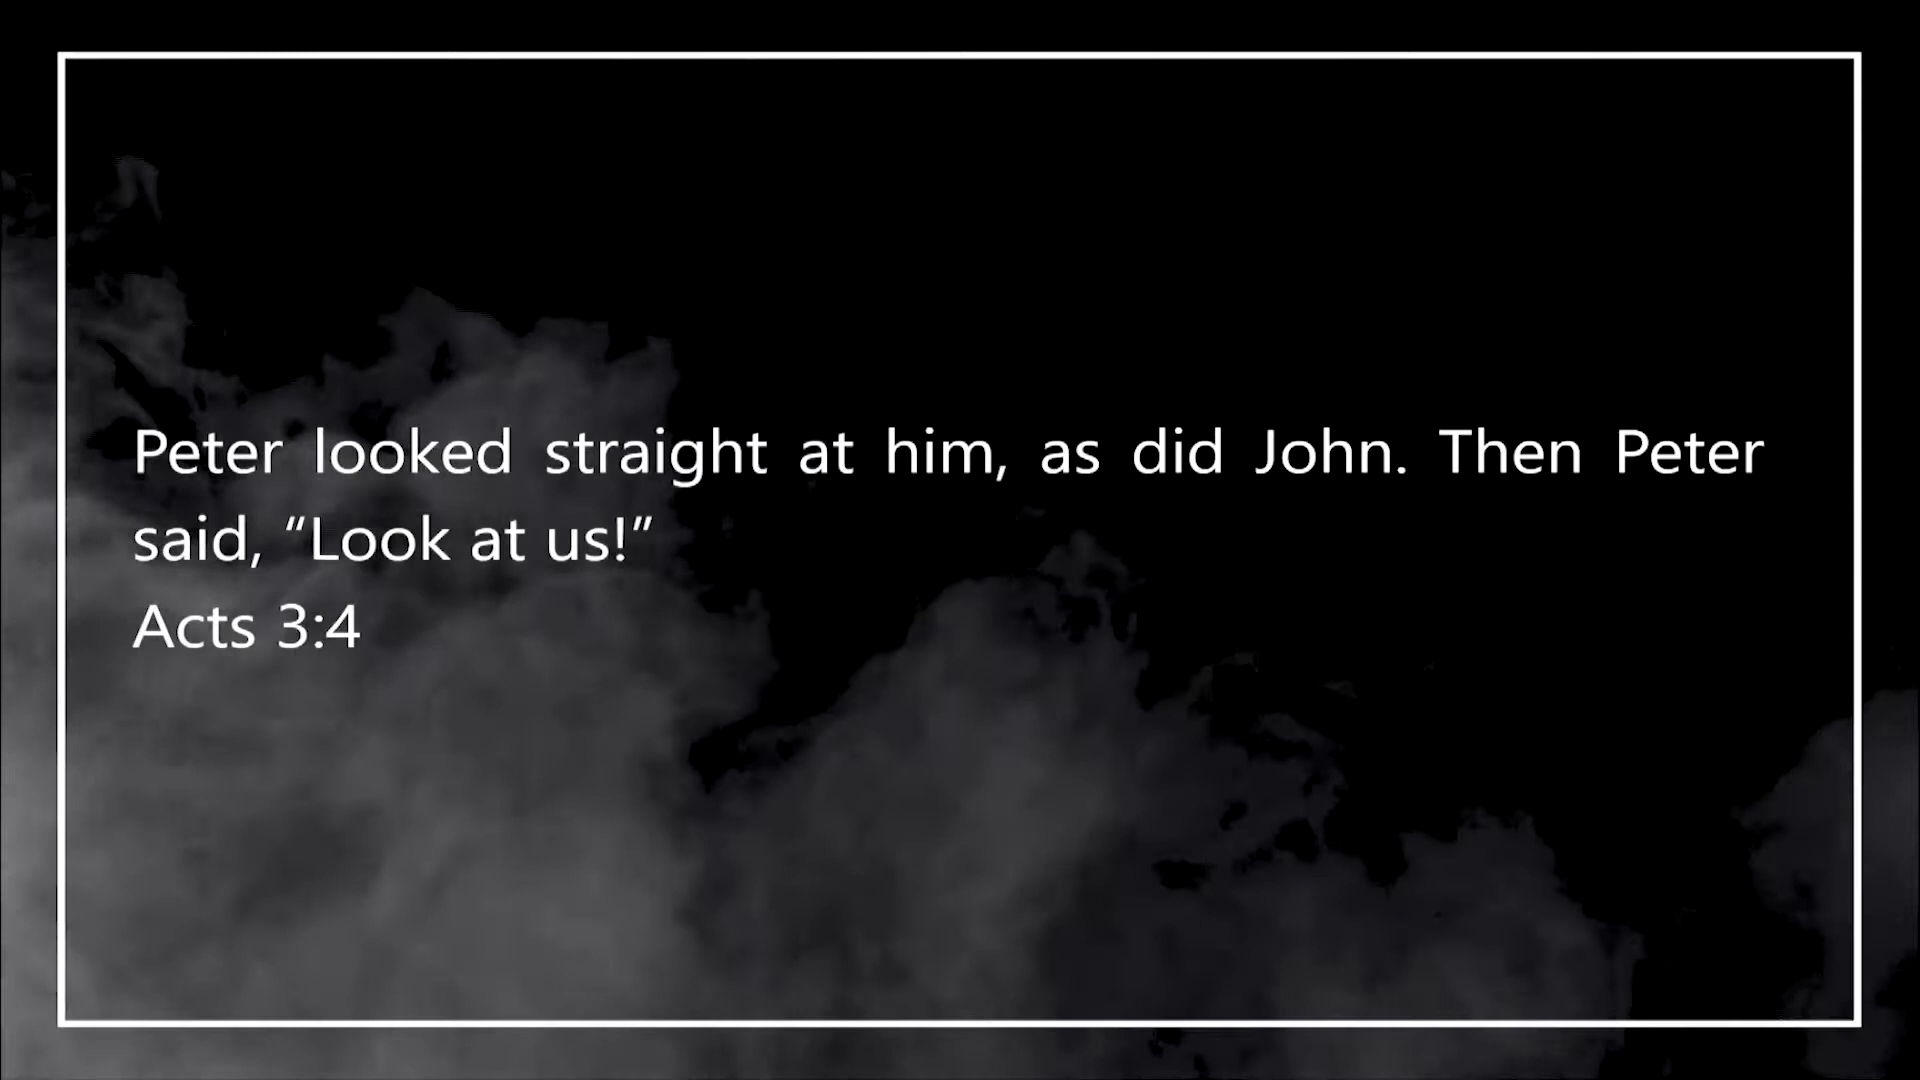 Peter looked straight at him, as did John. Then Peter
said, “Look at us!”
Acts 3:4